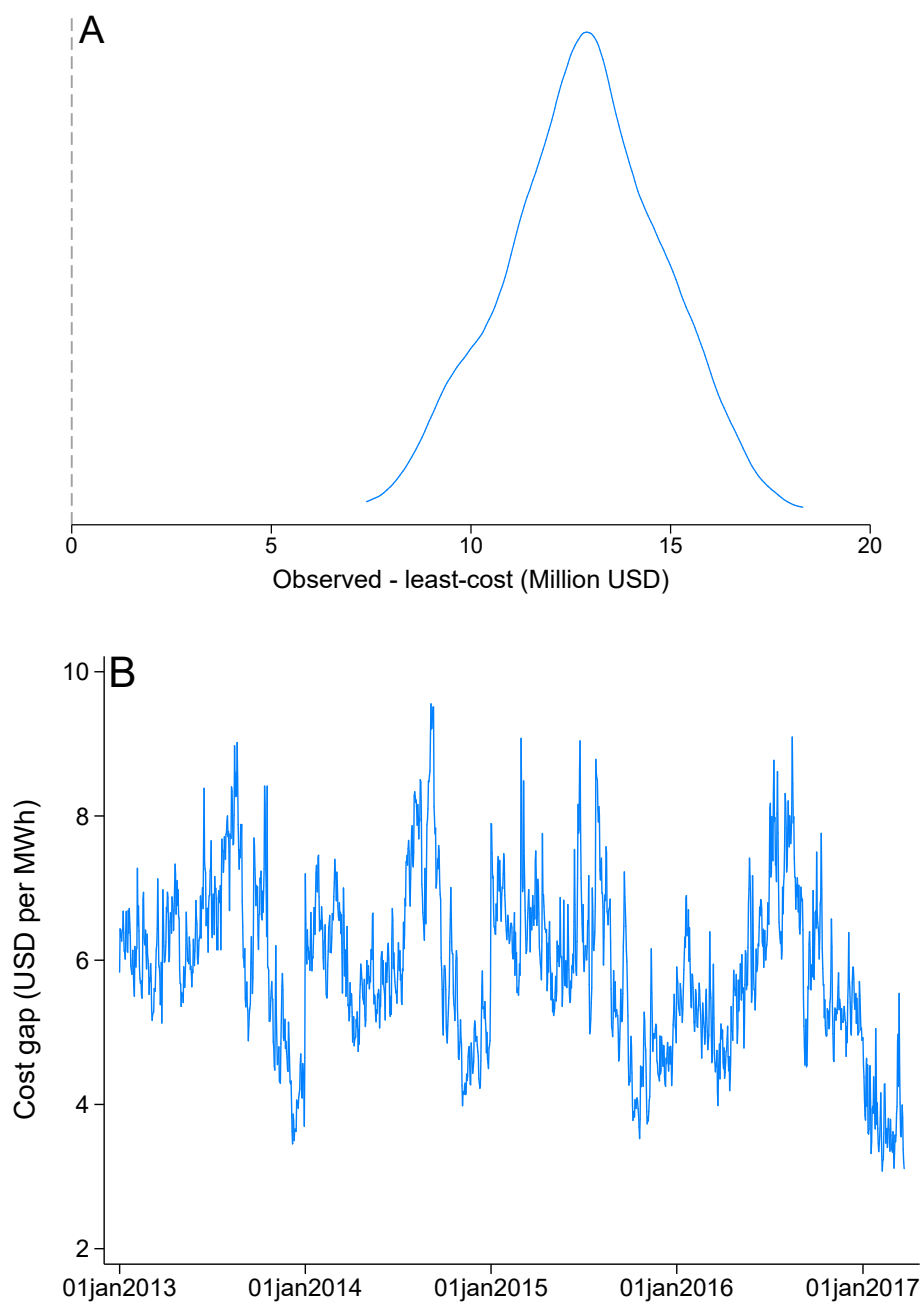 A
0 5 10 15 20
Observed - least-cost (Million USD)
B
Cost gap (USD per MWh)
10
8
6
4
2
01jan2013 01jan2014 01jan2015 01jan2016 01jan2017